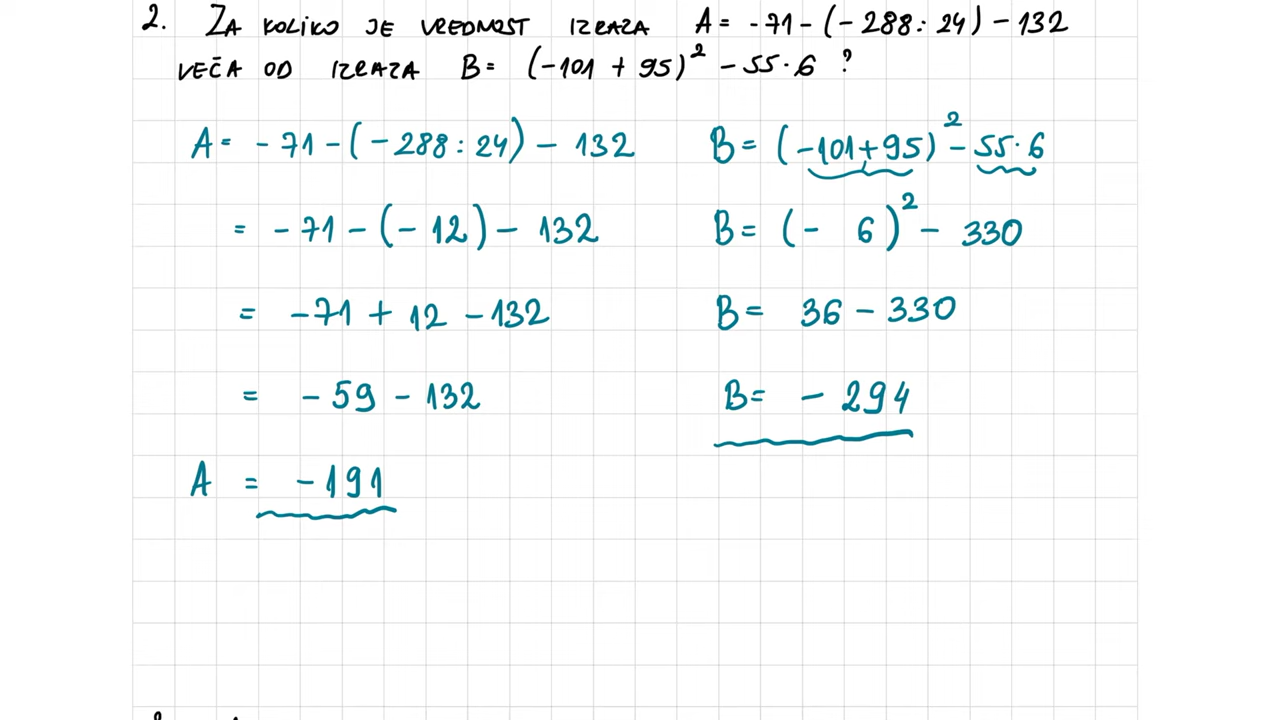 2. ZA KOLIKO JE VREDNOST IZRAZA A = -71 - (-288 : 24) - 132
VEČA OD IZRAZA B = (-101 + 95)² - 55·6 ?
A = -71 - (-288 : 24) - 132
= -71 - (-12) - 132
= -71 + 12 - 132
= -59 - 132
A = -191
B = (-101+95)² - 55·6
B = (- 6)² - 330
B = 36 - 330
B = - 294